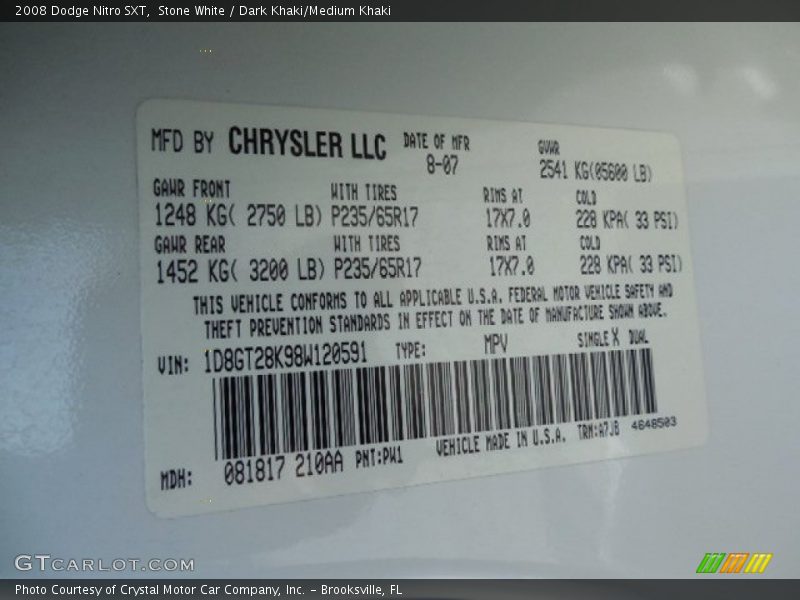 2008 Dodge Nitro SXT,  Stone White / Dark Khaki/Medium Khaki
MFD BY CHRYSLER LLC DATE OF MFR GVWR
8-07 2541 KG(05600 LB)
GAWR FRONT WITH TIRES RIMS AT COLD
1248 KG( 2750 LB) P235/65R17 17X7.0 228 KPA( 33 PSI)
GAWR REAR WITH TIRES RIMS AT COLD
1452 KG( 3200 LB) P235/65R17 17X7.0 228 KPA( 33 PSI)
THIS VEHICLE CONFORMS TO ALL APPLICABLE U.S.A. FEDERAL MOTOR VEHICLE SAFETY AND
THEFT PREVENTION STANDARDS IN EFFECT ON THE DATE OF MANUFACTURE SHOWN ABOVE.
VIN: 1D8GT28K98W120591 TYPE: MPV SINGLE X DUAL
MDH: 081817 210AA PNT:PW1 VEHICLE MADE IN U.S.A. TRM:A7JB 4648503
GTCARLOT.COM
Photo Courtesy of Crystal Motor Car Company, Inc. – Brooksville, FL